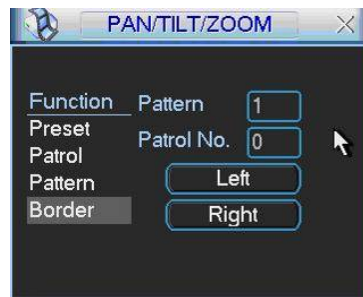 PAN/TILT/ZOOM
Function
Preset
Patrol
Pattern
Border
Pattern 1
Patrol No. 0
Left
Right